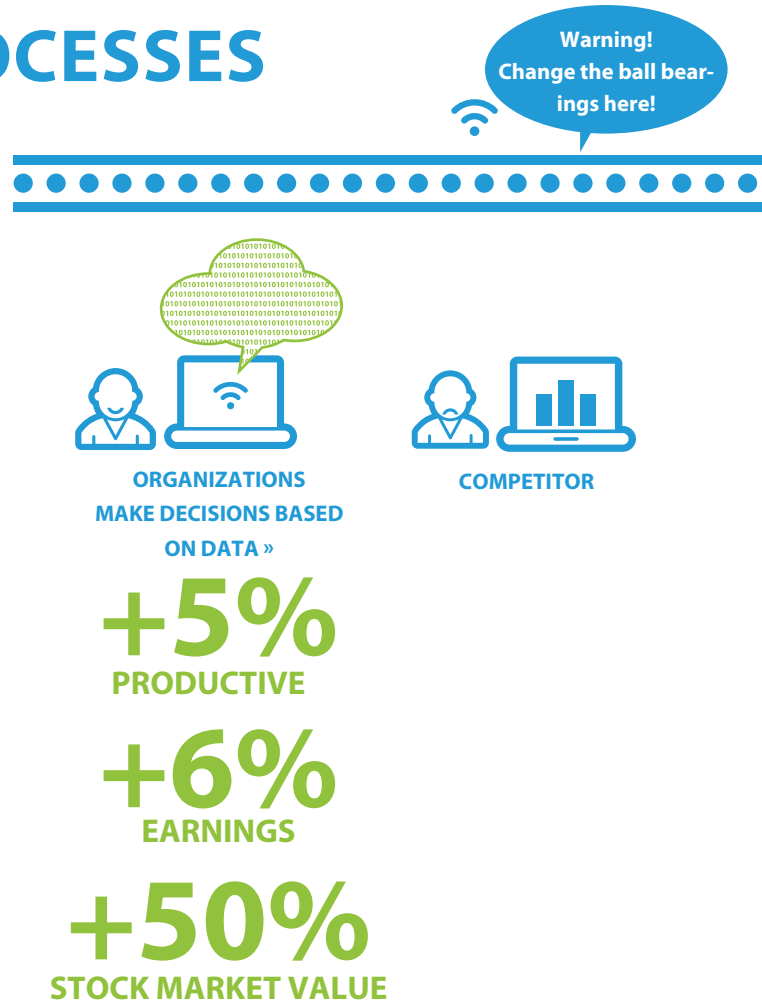 OCESSES
Warning!
Change the ball bear-
ings here!
ORGANIZATIONS
MAKE DECISIONS BASED
ON DATA »
COMPETITOR
+5%
PRODUCTIVE
+6%
EARNINGS
+50%
STOCK MARKET VALUE